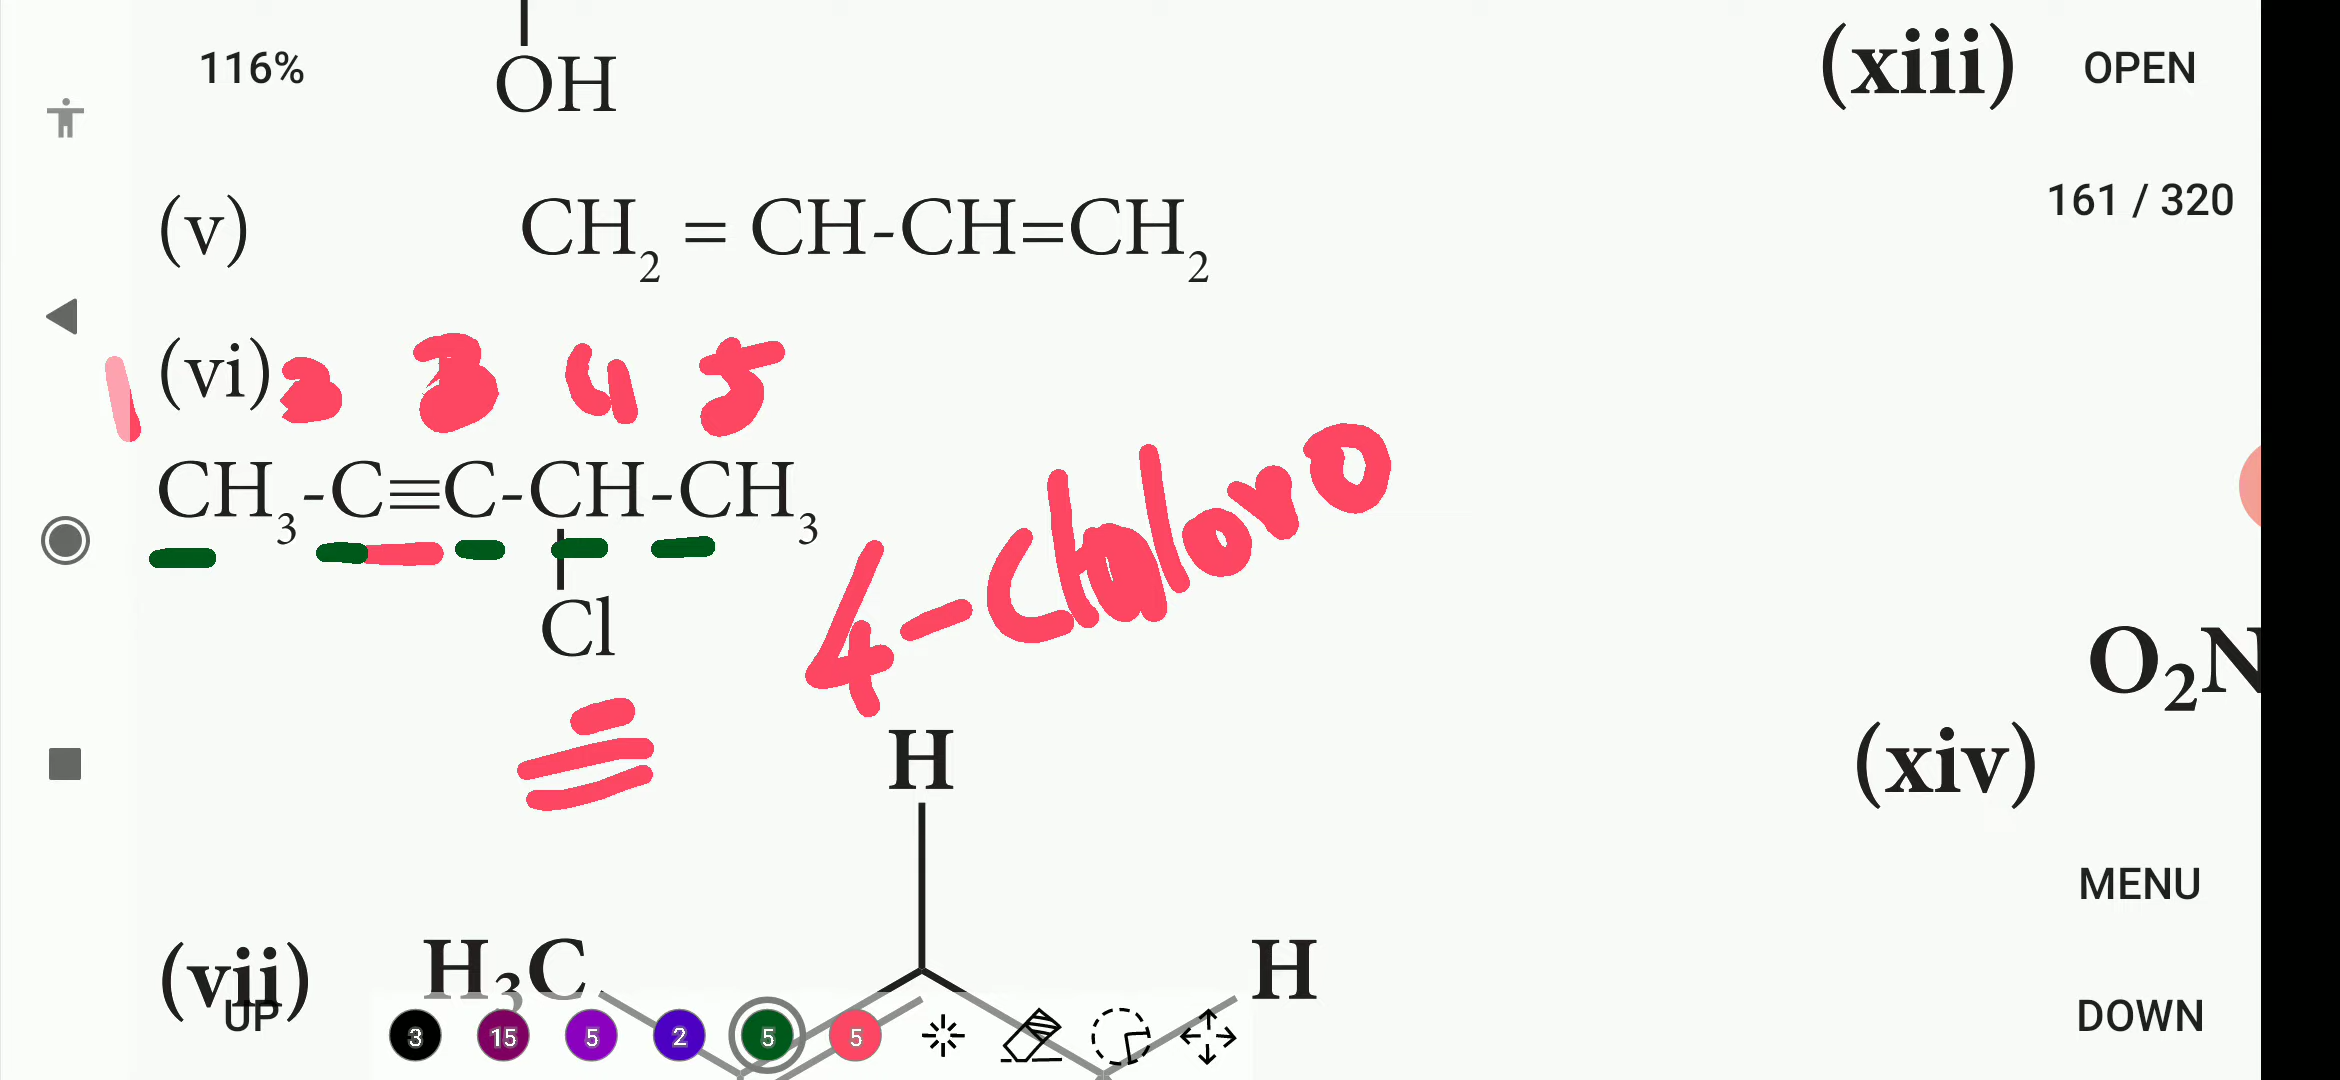 OH
(xiii)
116%
OPEN
(v) CH₂ = CH-CH=CH₂
161 / 320
(vi)
1 2 3 4 5
CH₃-C≡C-CH-CH₃
Cl
4-Chloro
O₂N
(xiv)
H
MENU
(vii) H₃C H
UP
DOWN
3 15 5 2 5 5